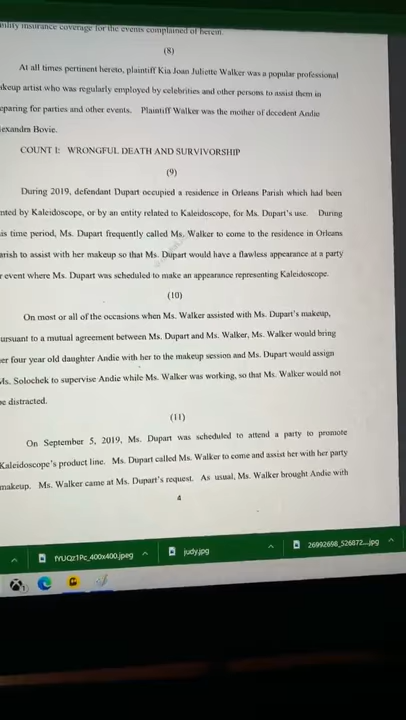 insurance coverage for the events complained of herein.
(8)
At all times pertinent hereto, plaintiff Kia Joan Juliette Walker was a popular professional
akeup artist who was regularly employed by celebrities and other persons to assist them in
eparing for parties and other events. Plaintiff Walker was the mother of decedent Andie
lexandra Bovie.
COUNT I: WRONGFUL DEATH AND SURVIVORSHIP
(9)
During 2019, defendant Dupart occupied a residence in Orleans Parish which had been
nted by Kaleidoscope, or by an entity related to Kaleidoscope, for Ms. Dupart's use. During
is time period, Ms. Dupart frequently called Ms. Walker to come to the residence in Orleans
arish to assist with her makeup so that Ms. Dupart would have a flawless appearance at a party
r event where Ms. Dupart was scheduled to make an appearance representing Kaleidoscope.
(10)
On most or all of the occasions when Ms. Walker assisted with Ms. Dupart's makeup,
ursuant to a mutual agreement between Ms. Dupart and Ms. Walker, Ms. Walker would bring
er four year old daughter Andie with her to the makeup session and Ms. Dupart would assign
Ms. Solochek to supervise Andie while Ms. Walker was working, so that Ms. Walker would not
be distracted.
(11)
On September 5, 2019, Ms. Dupart was scheduled to attend a party to promote
Kaleidoscope's product line. Ms. Dupart called Ms. Walker to come and assist her with her party
makeup. Ms. Walker came at Ms. Dupart's request. As usual, Ms. Walker brought Andie with
4
fYUQzr1Pc_400x400.jpeg
judy.jpg
26992698_526872....jpg